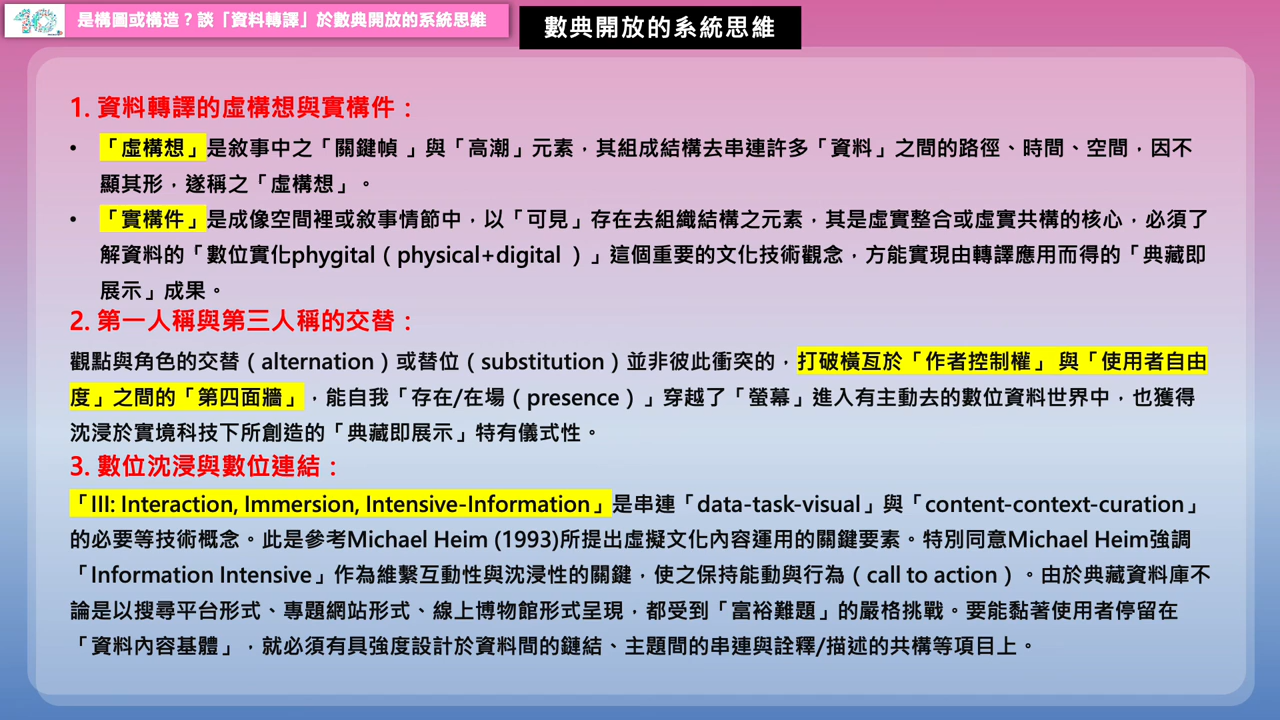 是構圖或構造？談「資料轉譯」於數典開放的系統思維
數典開放的系統思維
1. 資料轉譯的虛構想與實構件：
• 「虛構想」是敘事中之「關鍵幀 」與「高潮」元素，其組成結構去串連許多「資料」之間的路徑、時間、空間，因不
顯其形，遂稱之「虛構想」。
• 「實構件」是成像空間裡或敘事情節中，以「可見」存在去組織結構之元素，其是虛實整合或虛實共構的核心，必須了
解資料的「數位實化phygital（physical+digital ）」這個重要的文化技術觀念，方能實現由轉譯應用而得的「典藏即
展示」成果。
2. 第一人稱與第三人稱的交替：
觀點與角色的交替（alternation）或替位（substitution）並非彼此衝突的，打破橫亙於「作者控制權」 與「使用者自由
度」之間的「第四面牆」，能自我「存在/在場（presence）」穿越了「螢幕」進入有主動去的數位資料世界中，也獲得
沈浸於實境科技下所創造的「典藏即展示」特有儀式性。
3. 數位沈浸與數位連結：
「III: Interaction, Immersion, Intensive-Information」是串連「data-task-visual」與「content-context-curation」
的必要等技術概念。此是參考Michael Heim (1993)所提出虛擬文化內容運用的關鍵要素。特別同意Michael Heim強調
「Information Intensive」作為維繫互動性與沈浸性的關鍵，使之保持能動與行為（call to action）。由於典藏資料庫不
論是以搜尋平台形式、專題網站形式、線上博物館形式呈現，都受到「富裕難題」的嚴格挑戰。要能黏著使用者停留在
「資料內容基體」，就必須有具強度設計於資料間的鏈結、主題間的串連與詮釋/描述的共構等項目上。